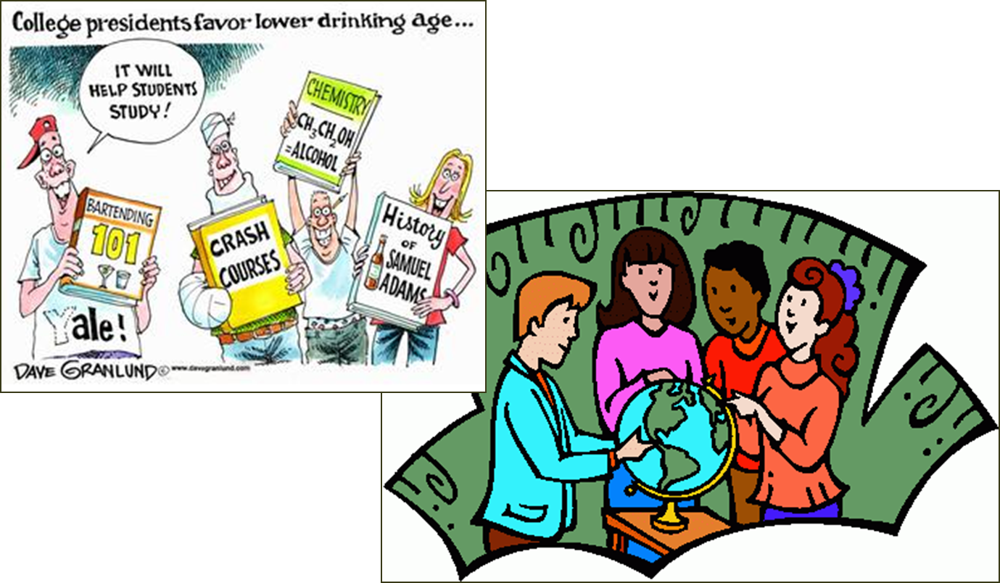 College presidents favor lower drinking age...
IT WILL
HELP STUDENTS
STUDY!
CHEMISTRY
CH3CH2OH
=ALCOHOL
BARTENDING
101
CRASH
COURSES
History
OF
SAMUEL
ADAMS
Yale!
DAVE GRANLUND © www.davegranlund.com